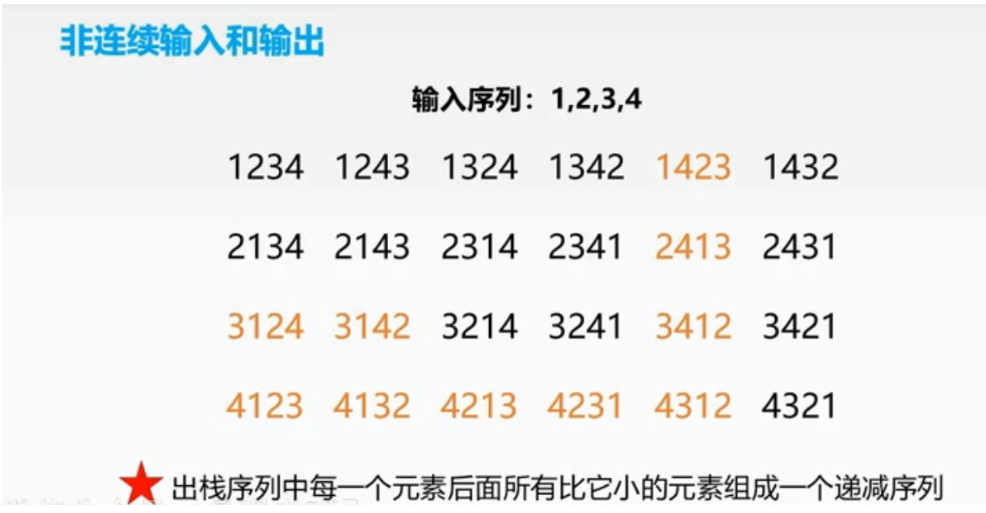 非连续输入和输出
输入序列：1,2,3,4
1234 1243 1324 1342 1423 1432
2134 2143 2314 2341 2413 2431
3124 3142 3214 3241 3412 3421
4123 4132 4213 4231 4312 4321
出栈序列中每一个元素后面所有比它小的元素组成一个递减序列